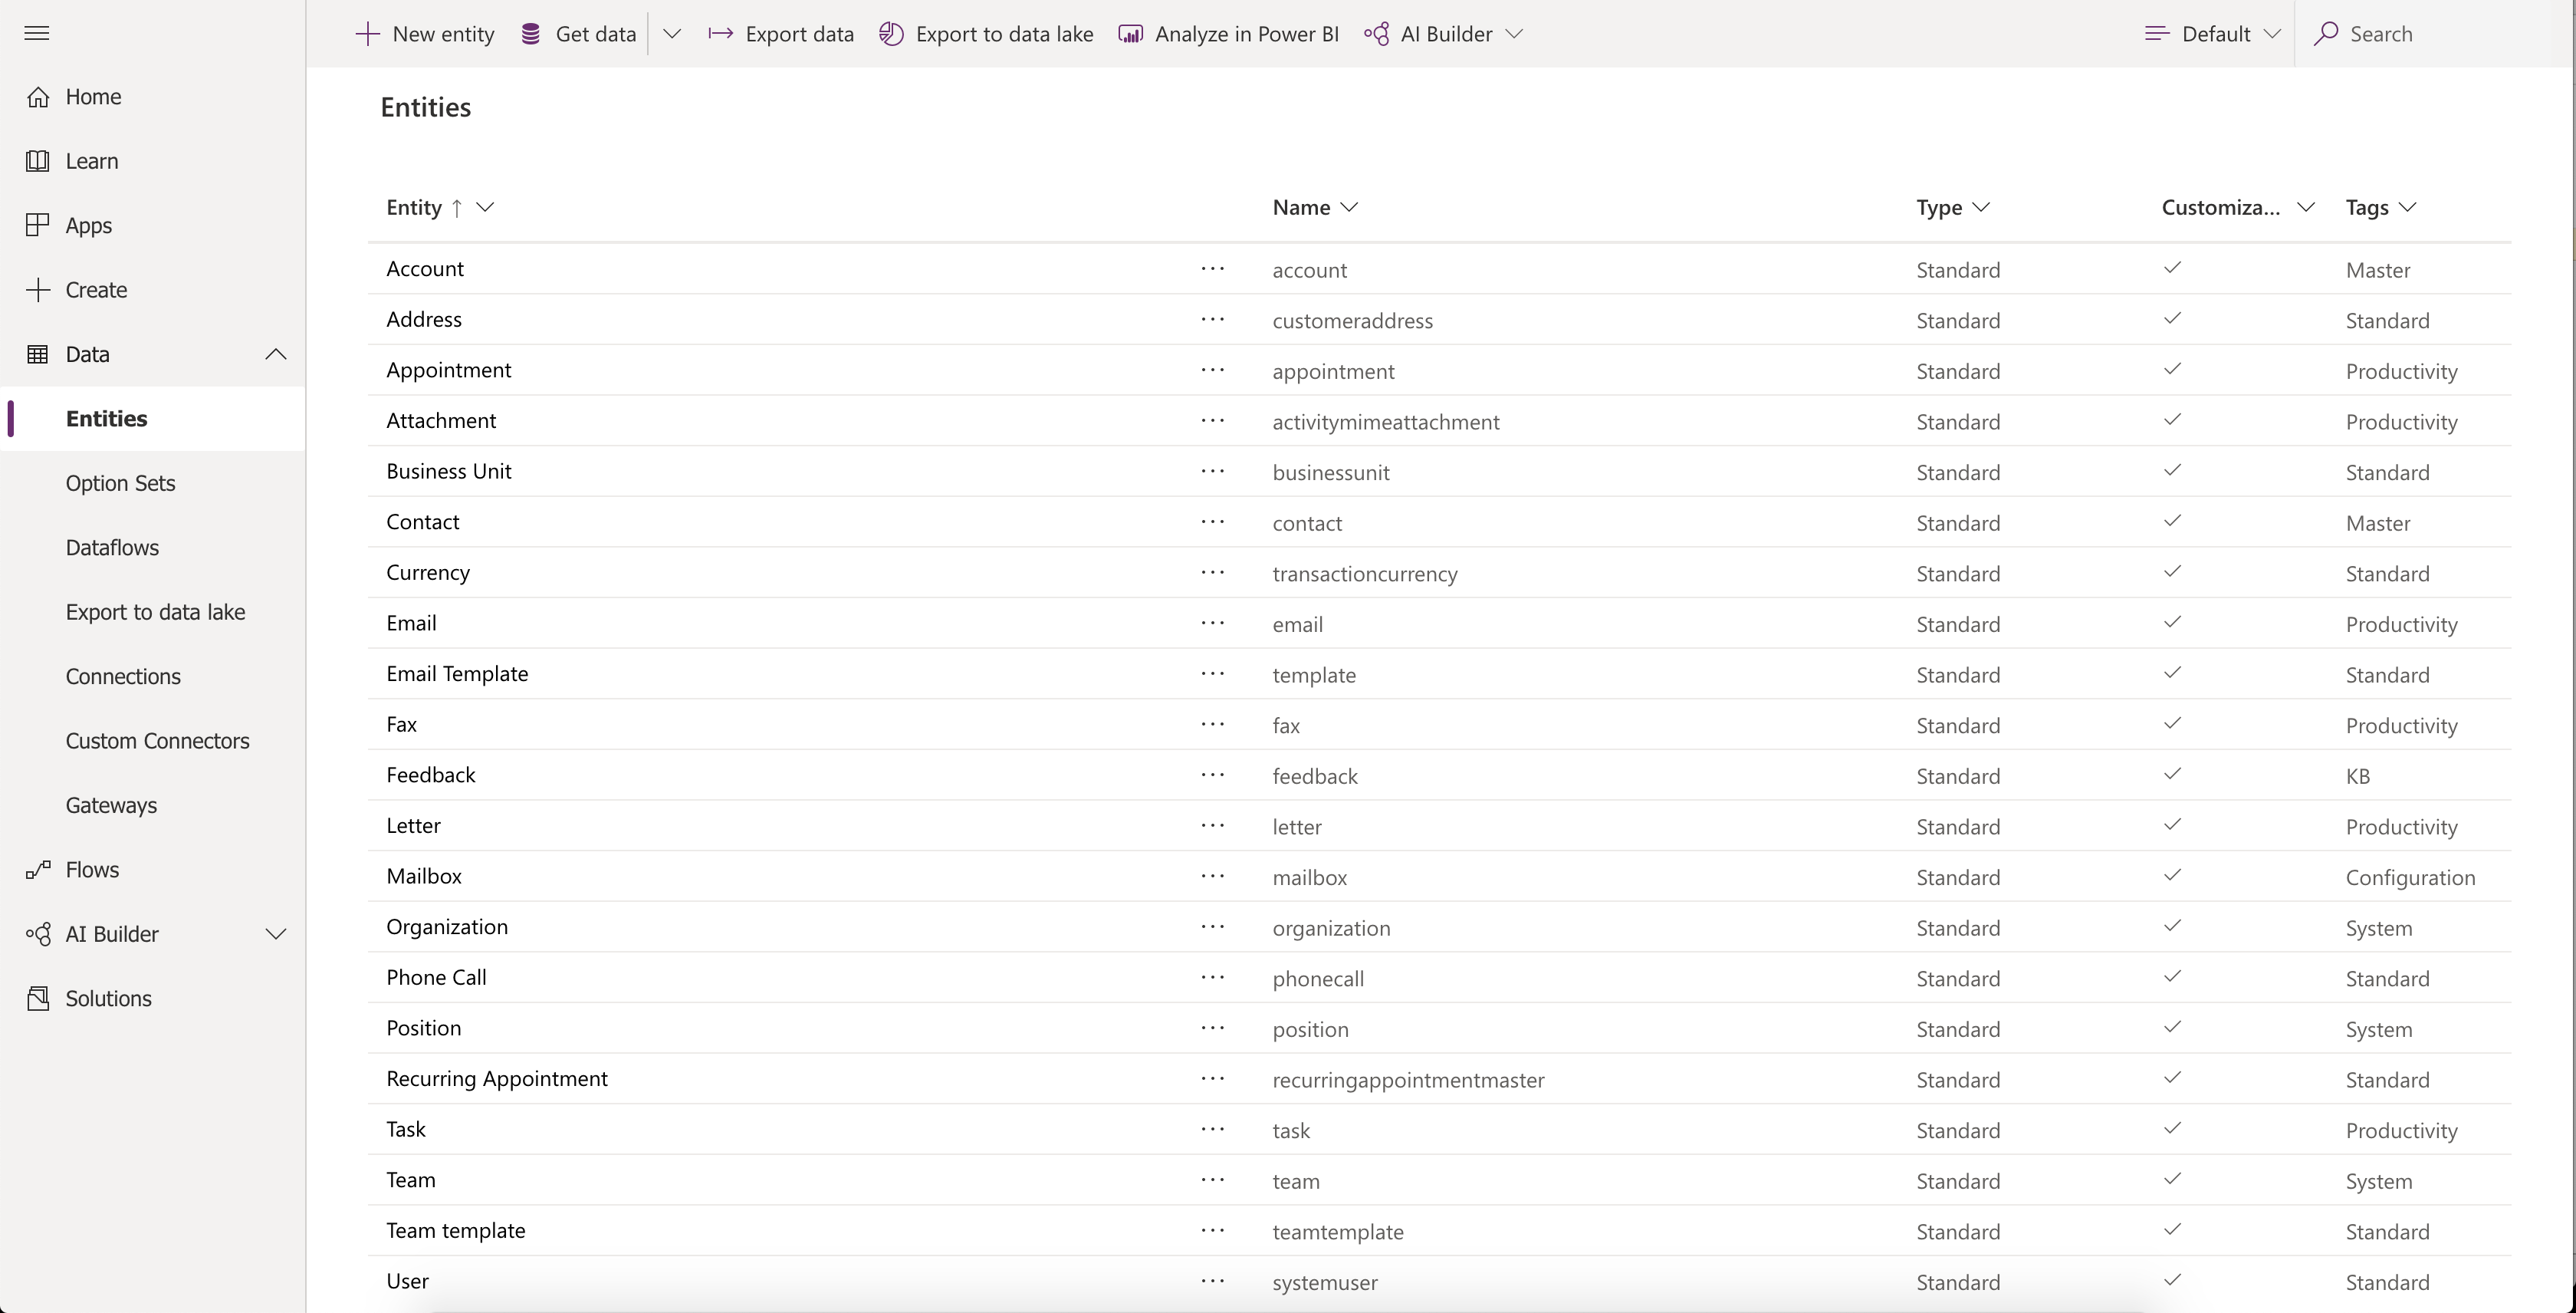 New entity Get data Export data Export to data lake Analyze in Power BI AI Builder Default Search
Home
Learn
Apps
Create
Data
Entities
Option Sets
Dataflows
Export to data lake
Connections
Custom Connectors
Gateways
Flows
AI Builder
Solutions
Entities
Entity Name Type Customiza... Tags
Account account Standard Master
Address customeraddress Standard Standard
Appointment appointment Standard Productivity
Attachment activitymimeattachment Standard Productivity
Business Unit businessunit Standard Standard
Contact contact Standard Master
Currency transactioncurrency Standard Standard
Email email Standard Productivity
Email Template template Standard Standard
Fax fax Standard Productivity
Feedback feedback Standard KB
Letter letter Standard Productivity
Mailbox mailbox Standard Configuration
Organization organization Standard System
Phone Call phonecall Standard Standard
Position position Standard System
Recurring Appointment recurringappointmentmaster Standard Standard
Task task Standard Productivity
Team team Standard System
Team template teamtemplate Standard Standard
User systemuser Standard Standard